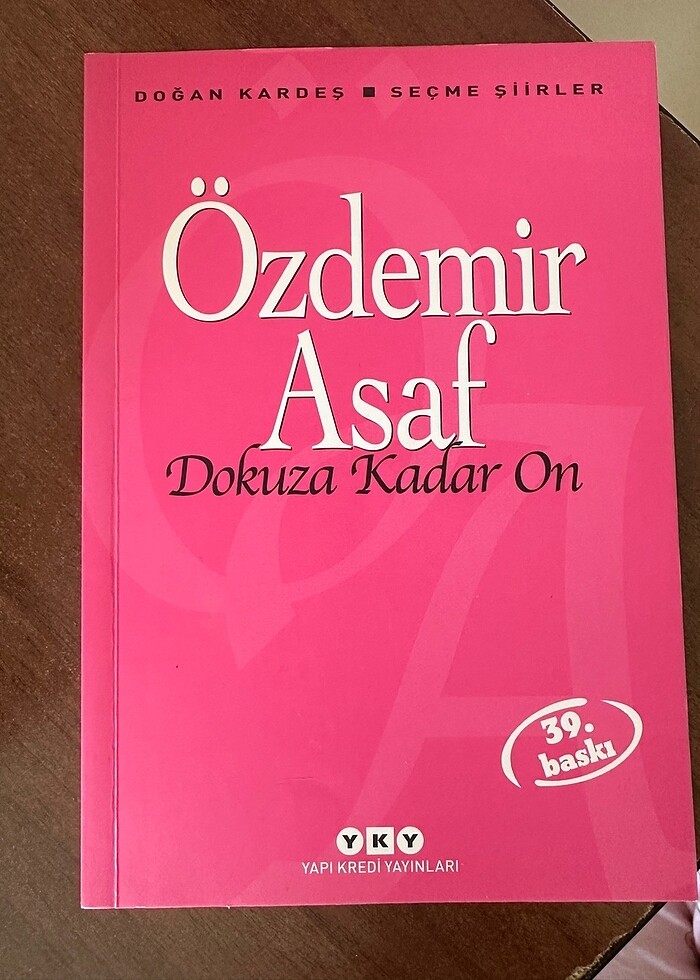 DOĞAN KARDEŞ ■ SEÇME ŞİİRLER
Özdemir
Asaf
Dokuza Kadar On
39.
baskı
YKY
YAPI KREDİ YAYINLARI